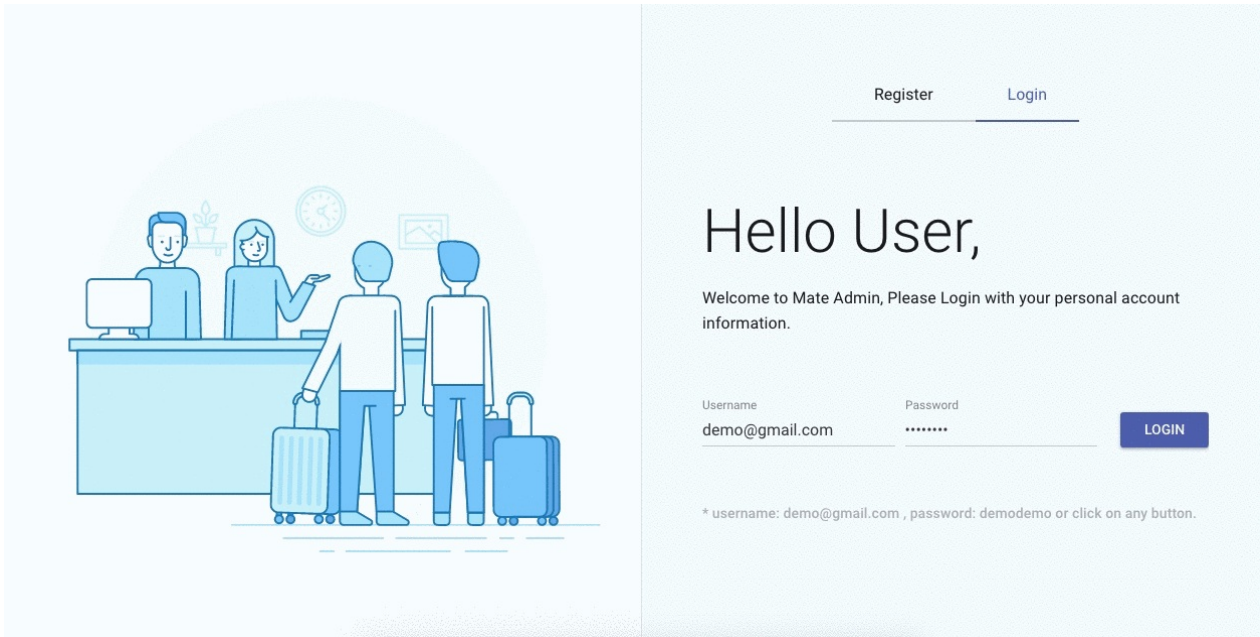 Register
Login
Hello User,
Welcome to Mate Admin, Please Login with your personal account
information.
Username
Password
demo@gmail.com
••••••••
LOGIN
* username: demo@gmail.com , password: demodemo or click on any button.